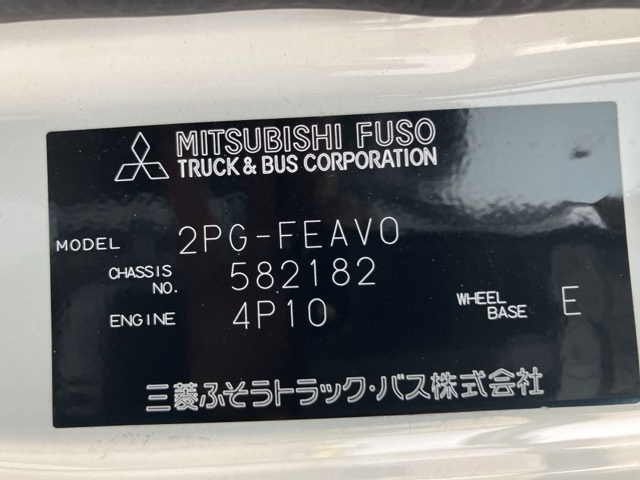 MITSUBISHI FUSO
TRUCK & BUS CORPORATION
MODEL 2PG-FEAV0
CHASSIS NO. 582182
ENGINE 4P10 WHEEL BASE E
三菱ふそうトラック・バス株式会社